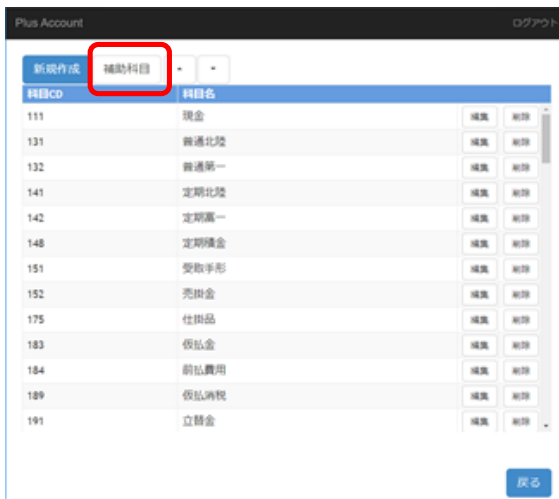 Plus Account ログアウト
新規作成 補助科目
科目CD 科目名
111 現金 編集 削除
131 普通北陸 編集 削除
132 普通第一 編集 削除
141 定期北陸 編集 削除
142 定期富一 編集 削除
148 定期積金 編集 削除
151 受取手形 編集 削除
152 売掛金 編集 削除
175 仕掛品 編集 削除
183 仮払金 編集 削除
184 前払費用 編集 削除
189 仮払消税 編集 削除
191 立替金 編集 削除
戻る